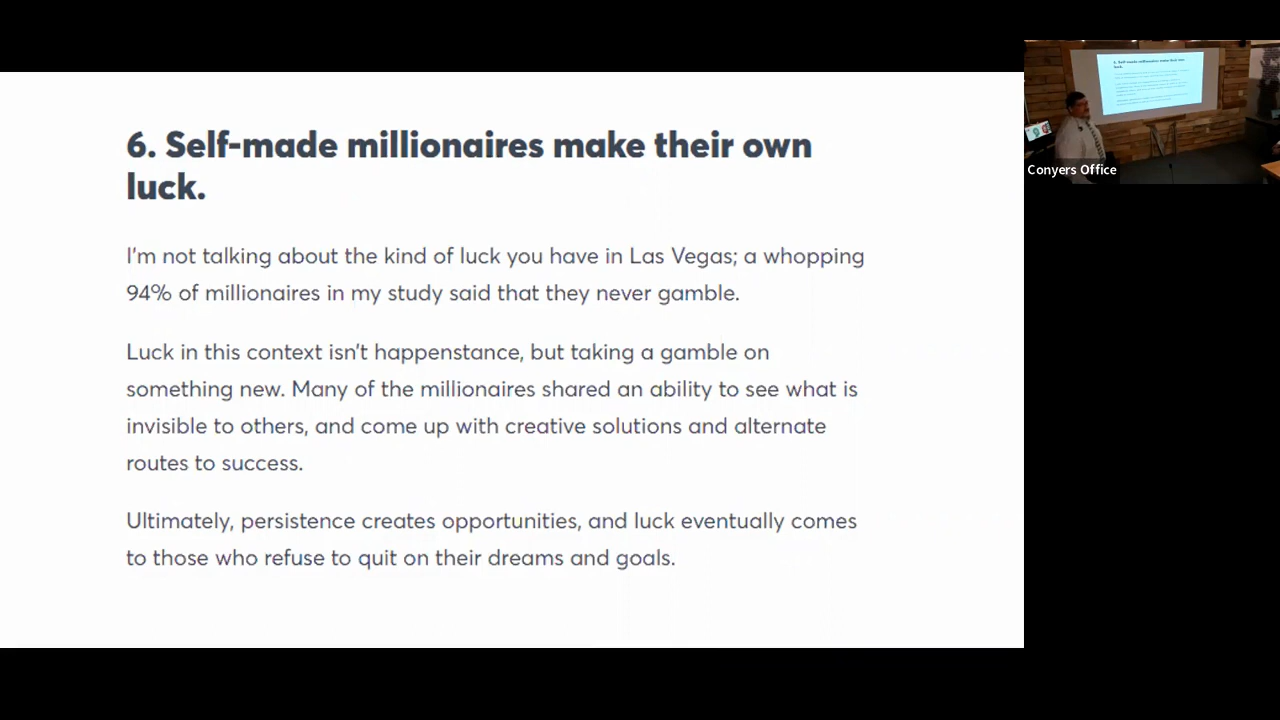 6. Self-made millionaires make their own
luck.
I'm not talking about the kind of luck you have in Las Vegas; a whopping
94% of millionaires in my study said that they never gamble.
Luck in this context isn't happenstance, but taking a gamble on
something new. Many of the millionaires shared an ability to see what is
invisible to others, and come up with creative solutions and alternate
routes to success.
Ultimately, persistence creates opportunities, and luck eventually comes
to those who refuse to quit on their dreams and goals.
Conyers Office